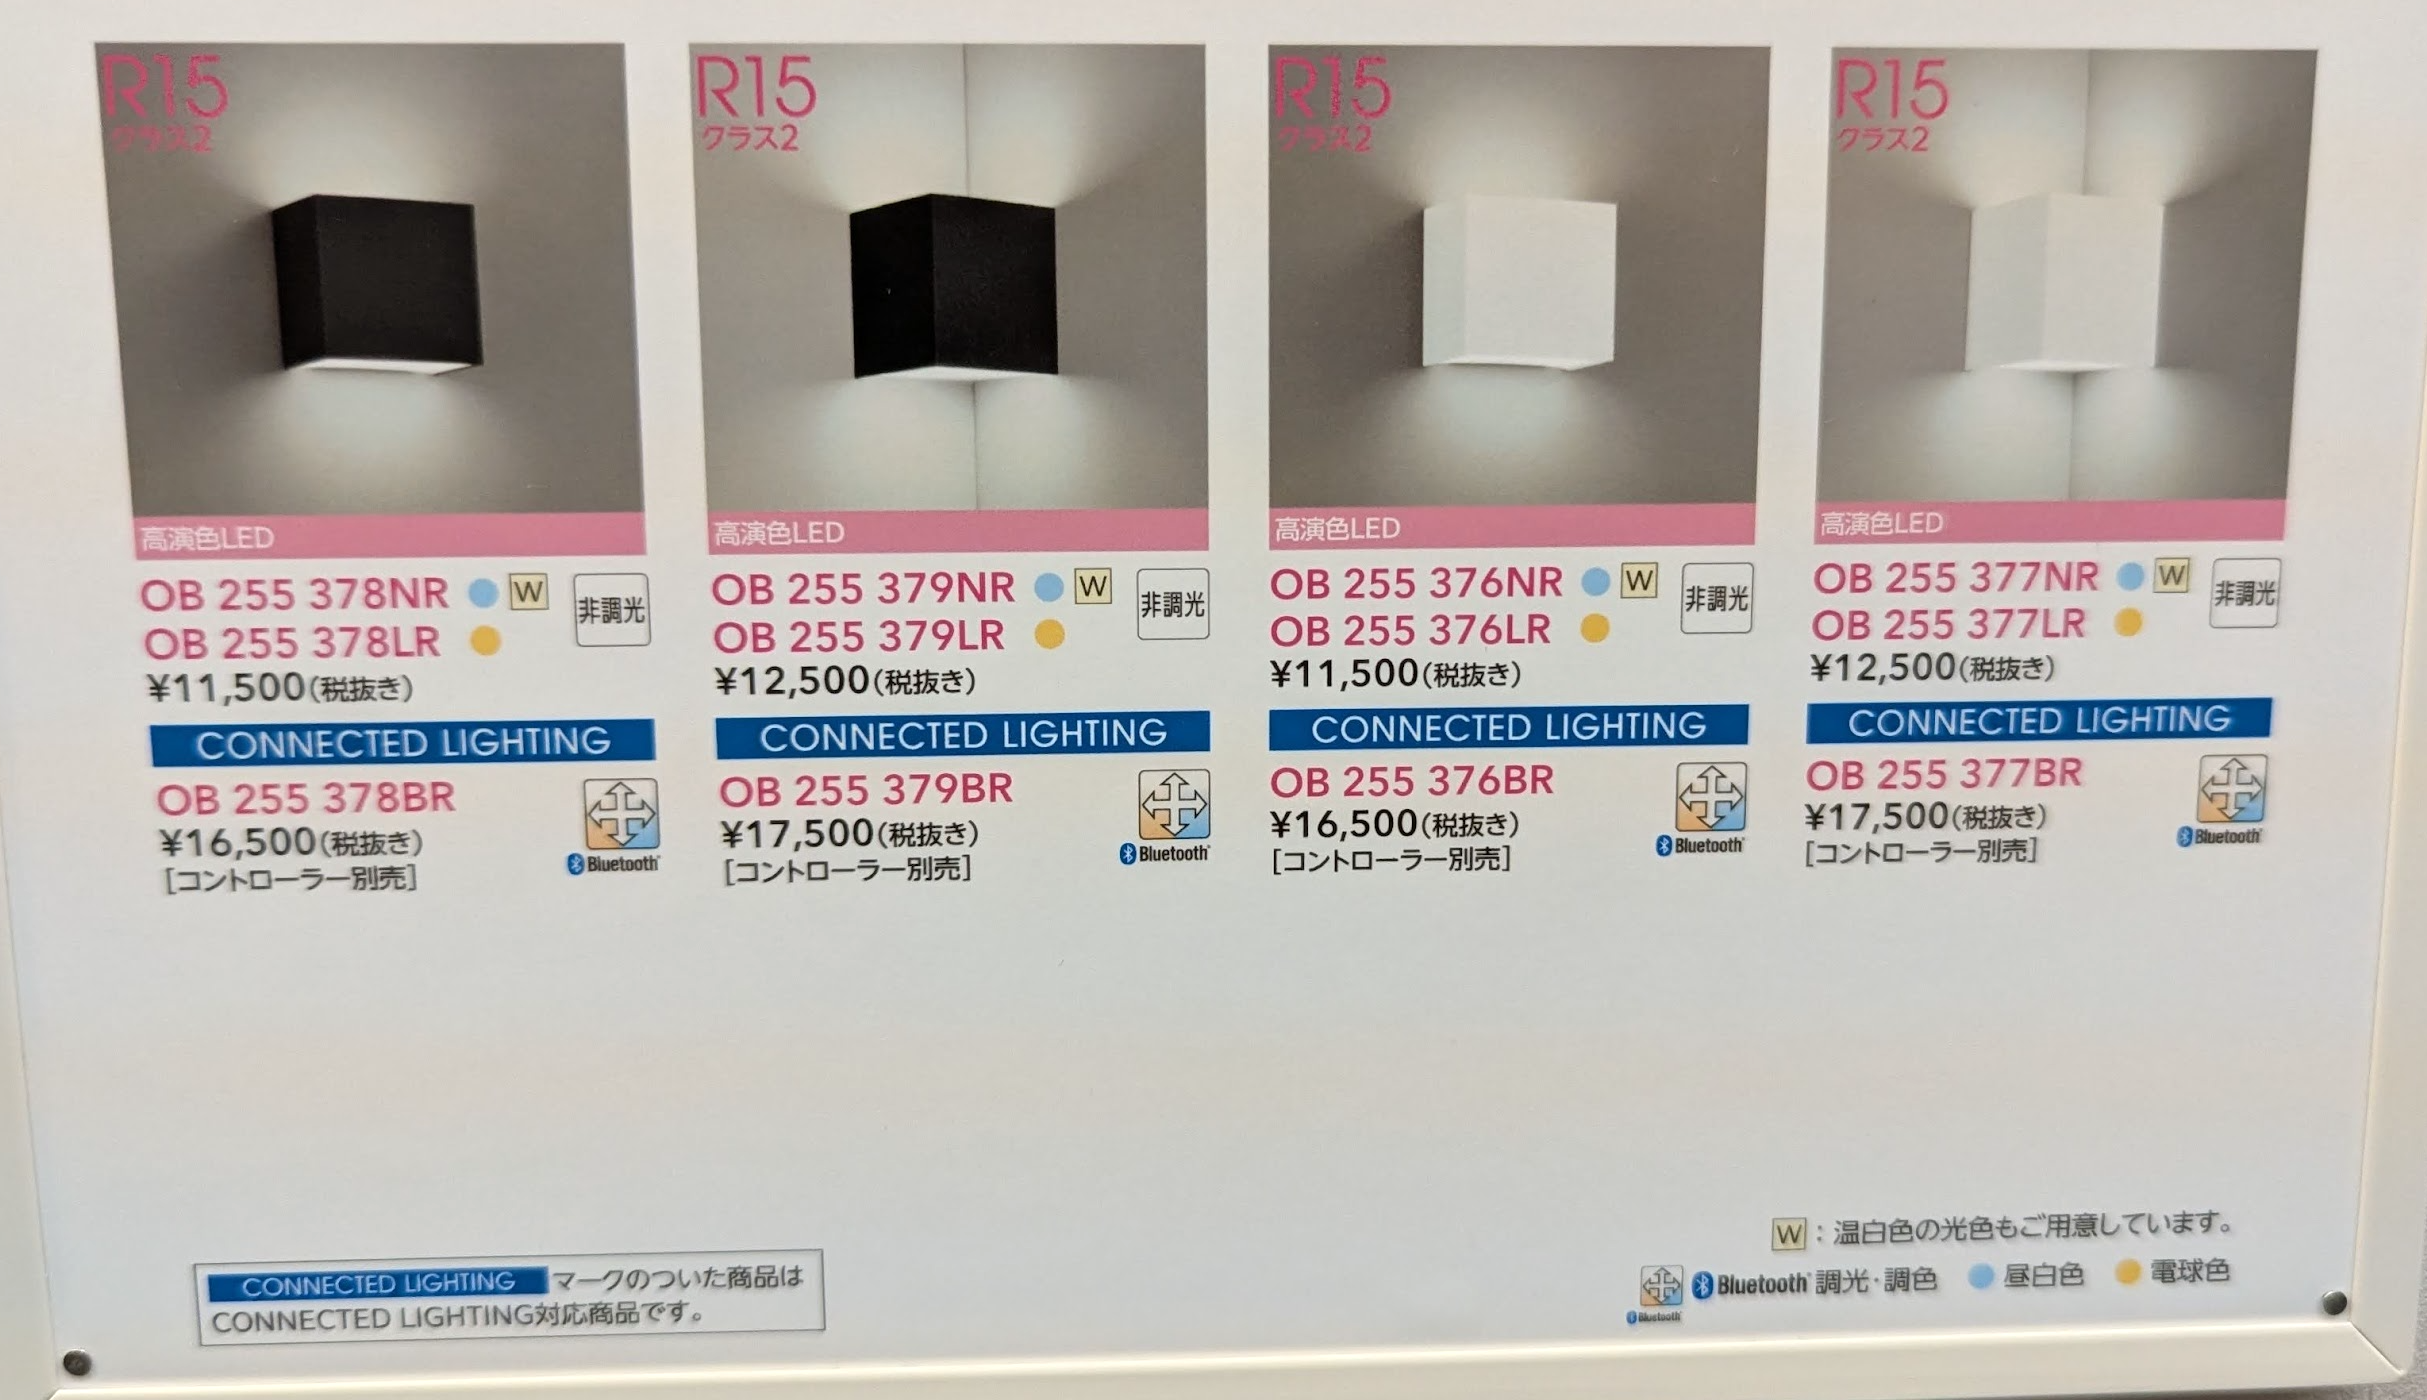 R15
クラス2
高演色LED
OB 255 378NR W 非調光
OB 255 378LR
¥11,500(税抜き)
CONNECTED LIGHTING
OB 255 378BR
¥16,500(税抜き)
Bluetooth
[コントローラー別売]
R15
クラス2
高演色LED
OB 255 379NR W 非調光
OB 255 379LR
¥12,500(税抜き)
CONNECTED LIGHTING
OB 255 379BR
¥17,500(税抜き)
Bluetooth
[コントローラー別売]
R15
クラス2
高演色LED
OB 255 376NR W 非調光
OB 255 376LR
¥11,500(税抜き)
CONNECTED LIGHTING
OB 255 376BR
¥16,500(税抜き)
Bluetooth
[コントローラー別売]
R15
クラス2
高演色LED
OB 255 377NR W 非調光
OB 255 377LR
¥12,500(税抜き)
CONNECTED LIGHTING
OB 255 377BR
¥17,500(税抜き)
Bluetooth
[コントローラー別売]
CONNECTED LIGHTING マークのついた商品は
CONNECTED LIGHTING対応商品です。
W:温白色の光色もご用意しています。
Bluetooth 調光・調色 昼白色 電球色
Bluetooth